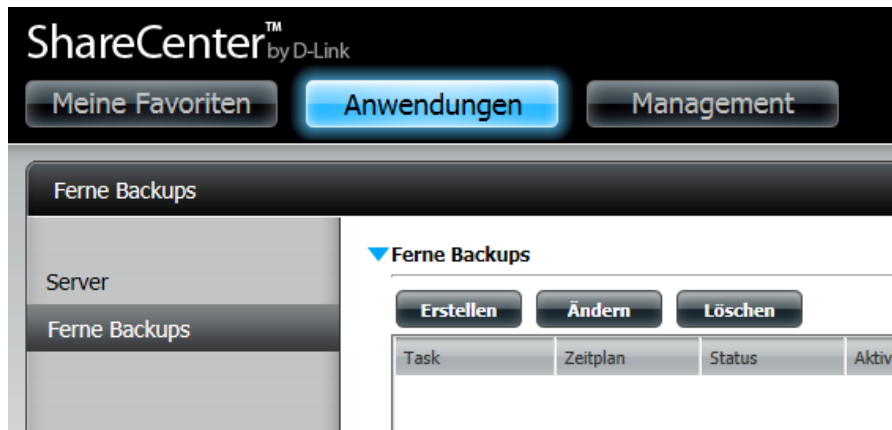 ShareCenter™ by D-Link
Meine Favoriten Anwendungen Management
Ferne Backups
Server
Ferne Backups
Ferne Backups
Erstellen Ändern Löschen
Task Zeitplan Status Aktiv